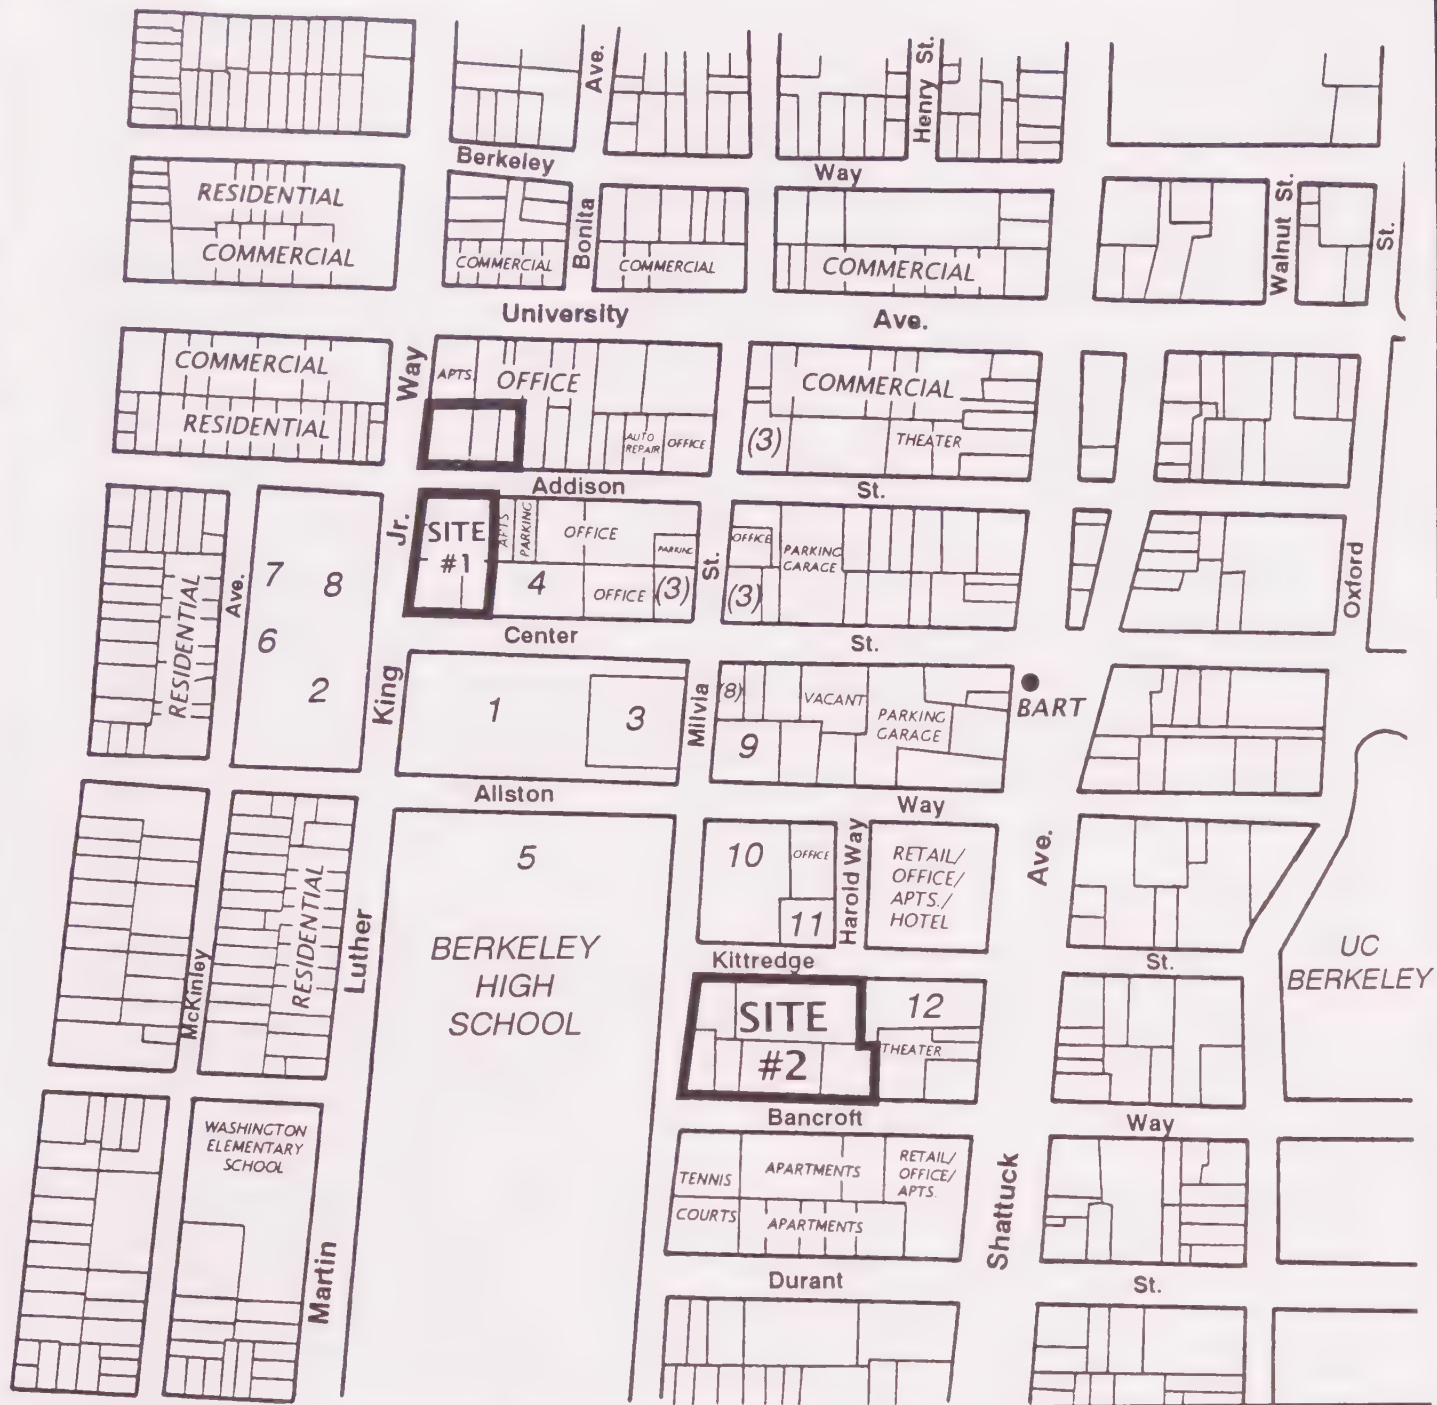 Ave.
Henry St.
Berkeley
Way
RESIDENTIAL
COMMERCIAL
Bonita
COMMERCIAL
COMMERCIAL
COMMERCIAL
Walnut St.
St.
University
Ave.
COMMERCIAL
RESIDENTIAL
Way
APTS.
OFFICE
AUTO
REPAIR
OFFICE
COMMERCIAL
(3)
THEATER
Addison
St.
Jr.
SITE
#1
APTS
PARKING
OFFICE
PARKING
4
OFFICE
(3)
St.
OFFICE
PARKING
GARAGE
(3)
Oxford
RESIDENTIAL
Ave.
7
8
6
2
Center
St.
King
1
3
Milvia
(8)
9
VACANT
PARKING
GARAGE
BART
Allston
Way
RESIDENTIAL
McKinley
Luther
5
BERKELEY
HIGH
SCHOOL
10
OFFICE
11
Harold Way
RETAIL/
OFFICE/
APTS./
HOTEL
Ave.
Kittredge
St.
UC
BERKELEY
SITE
#2
12
THEATER
Bancroft
Way
WASHINGTON
ELEMENTARY
SCHOOL
Martin
TENNIS
COURTS
APARTMENTS
APARTMENTS
RETAIL/
OFFICE/
APTS.
Shattuck
Durant
St.